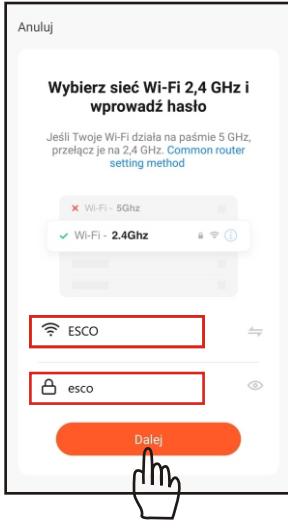 Anuluj
Wybierz sieć Wi-Fi 2,4 GHz i
wprowadź hasło
Jeśli Twoje Wi-Fi działa na paśmie 5 GHz,
przełącz je na 2,4 GHz. Common router
setting method
Wi-Fi - 5Ghz
Wi-Fi - 2.4Ghz
ESCO
esco
Dalej